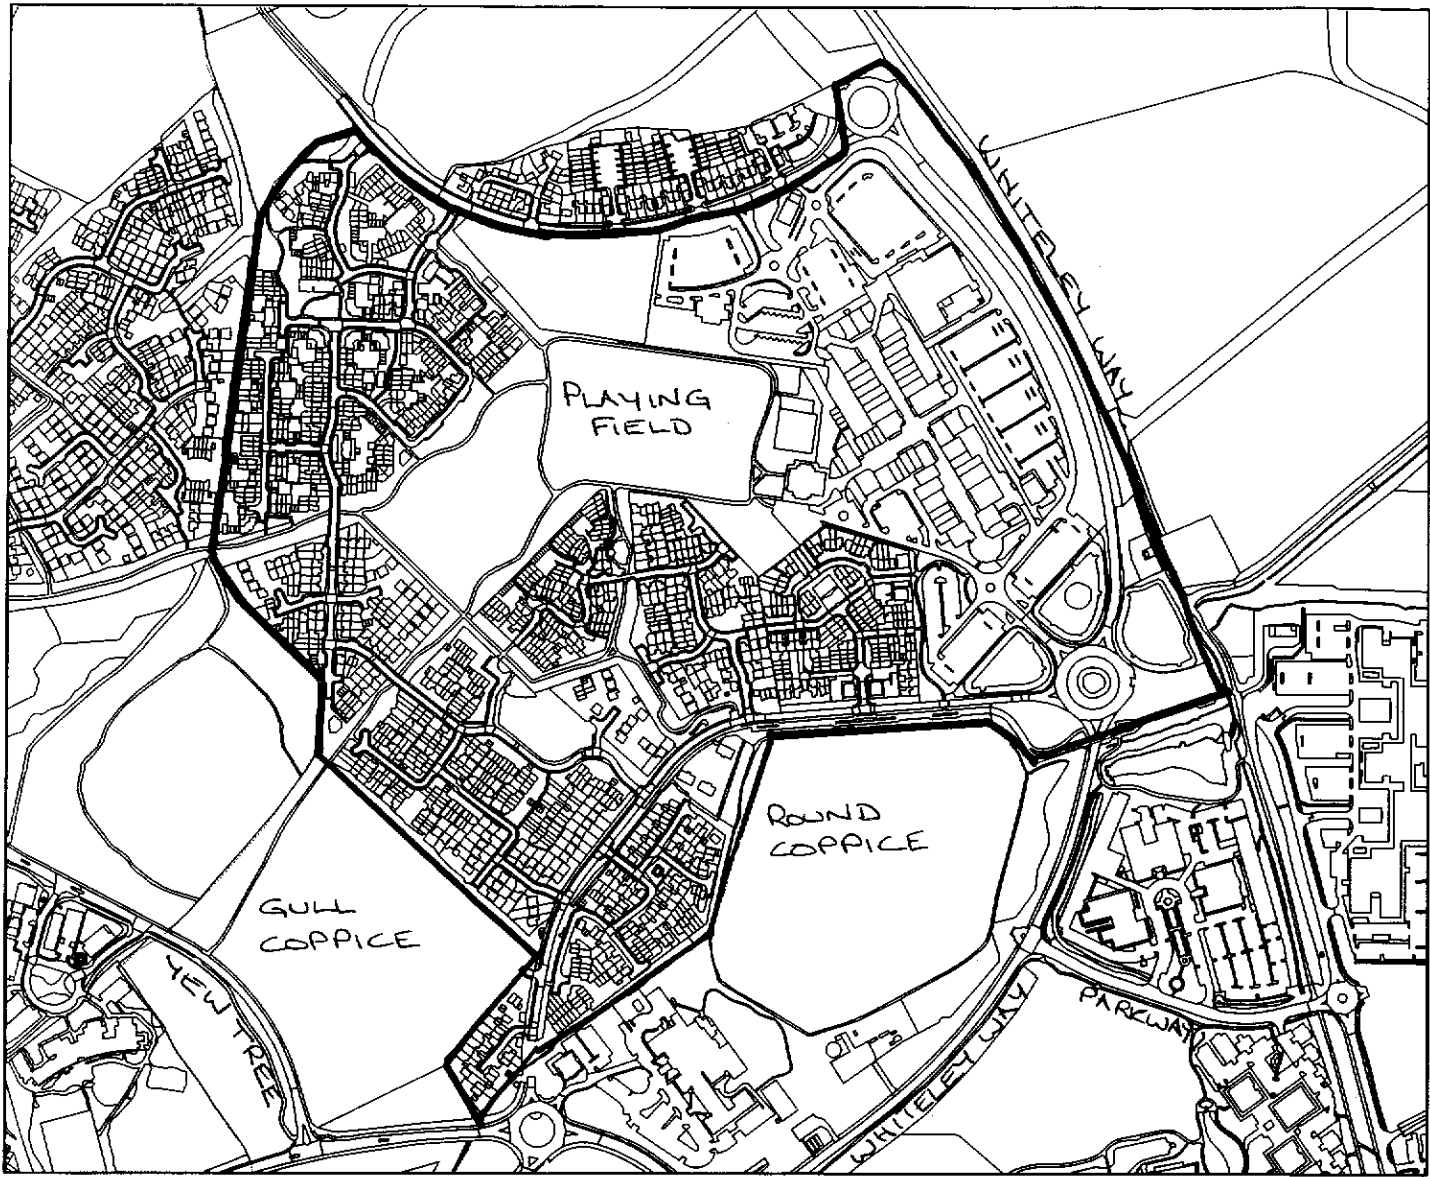 WHITELEY WAY
PLAYING
FIELD
ROUND
COPPICE
GULL
COPPICE
YEW TREE
PARKWAY
WHITELEY WAY